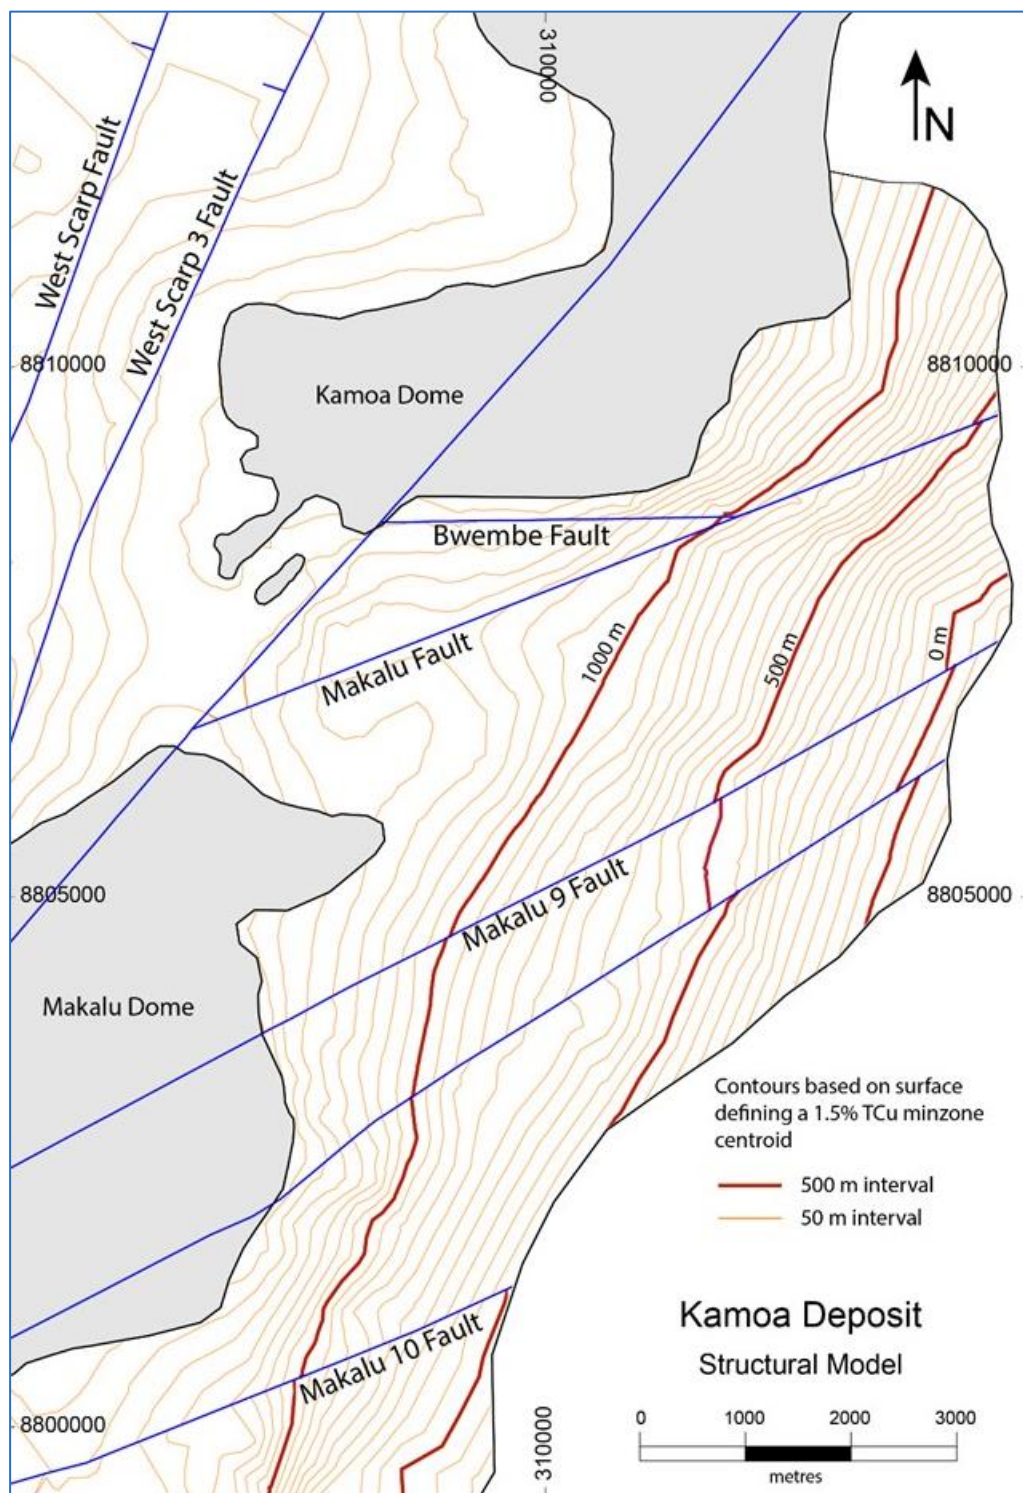 310000
N
West Scarp Fault
West Scarp 3 Fault
8810000
8810000
Kamoa Dome
Bwembe Fault
Makalu Fault
1000 m
500 m
0 m
8805000
8805000
Makalu 9 Fault
Makalu Dome
Contours based on surface
defining a 1.5% TCu minzone
centroid
500 m interval
50 m interval
Kamoa Deposit
Structural Model
Makalu 10 Fault
8800000
310000
0 1000 2000 3000
metres